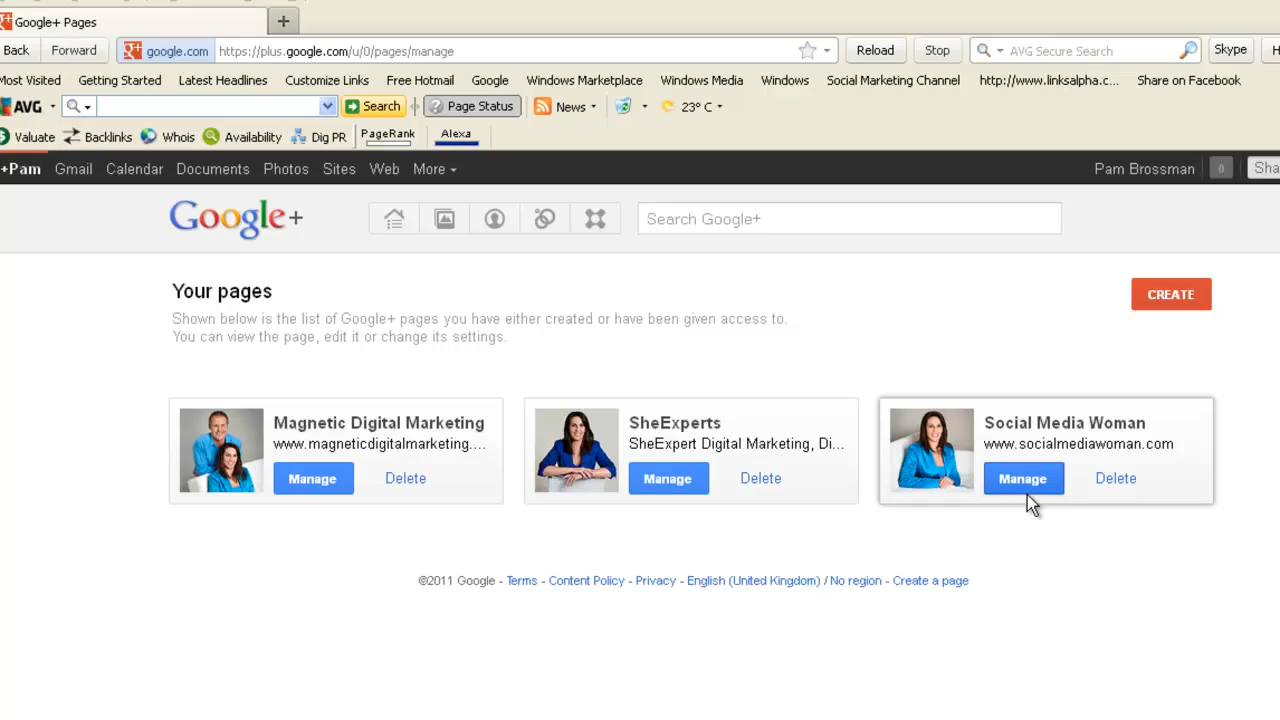 Google+ Pages
Back Forward google.com https://plus.google.com/u/0/pages/manage Reload Stop AVG Secure Search Skype
Most Visited Getting Started Latest Headlines Customize Links Free Hotmail Google Windows Marketplace Windows Media Windows Social Marketing Channel http://www.linksalpha.c... Share on Facebook
AVG Search Page Status News 23° C
Valuate Backlinks Whois Availability Dig PR PageRank Alexa
+Pam Gmail Calendar Documents Photos Sites Web More Pam Brossman 0 Sha
Google+ Search Google+
Your pages
CREATE
Shown below is the list of Google+ pages you have either created or have been given access to.
You can view the page, edit it or change its settings.
Magnetic Digital Marketing
www.magneticdigitalmarketing....
Manage Delete
SheExperts
SheExpert Digital Marketing, Di...
Manage Delete
Social Media Woman
www.socialmediawoman.com
Manage Delete
©2011 Google - Terms - Content Policy - Privacy - English (United Kingdom) / No region - Create a page